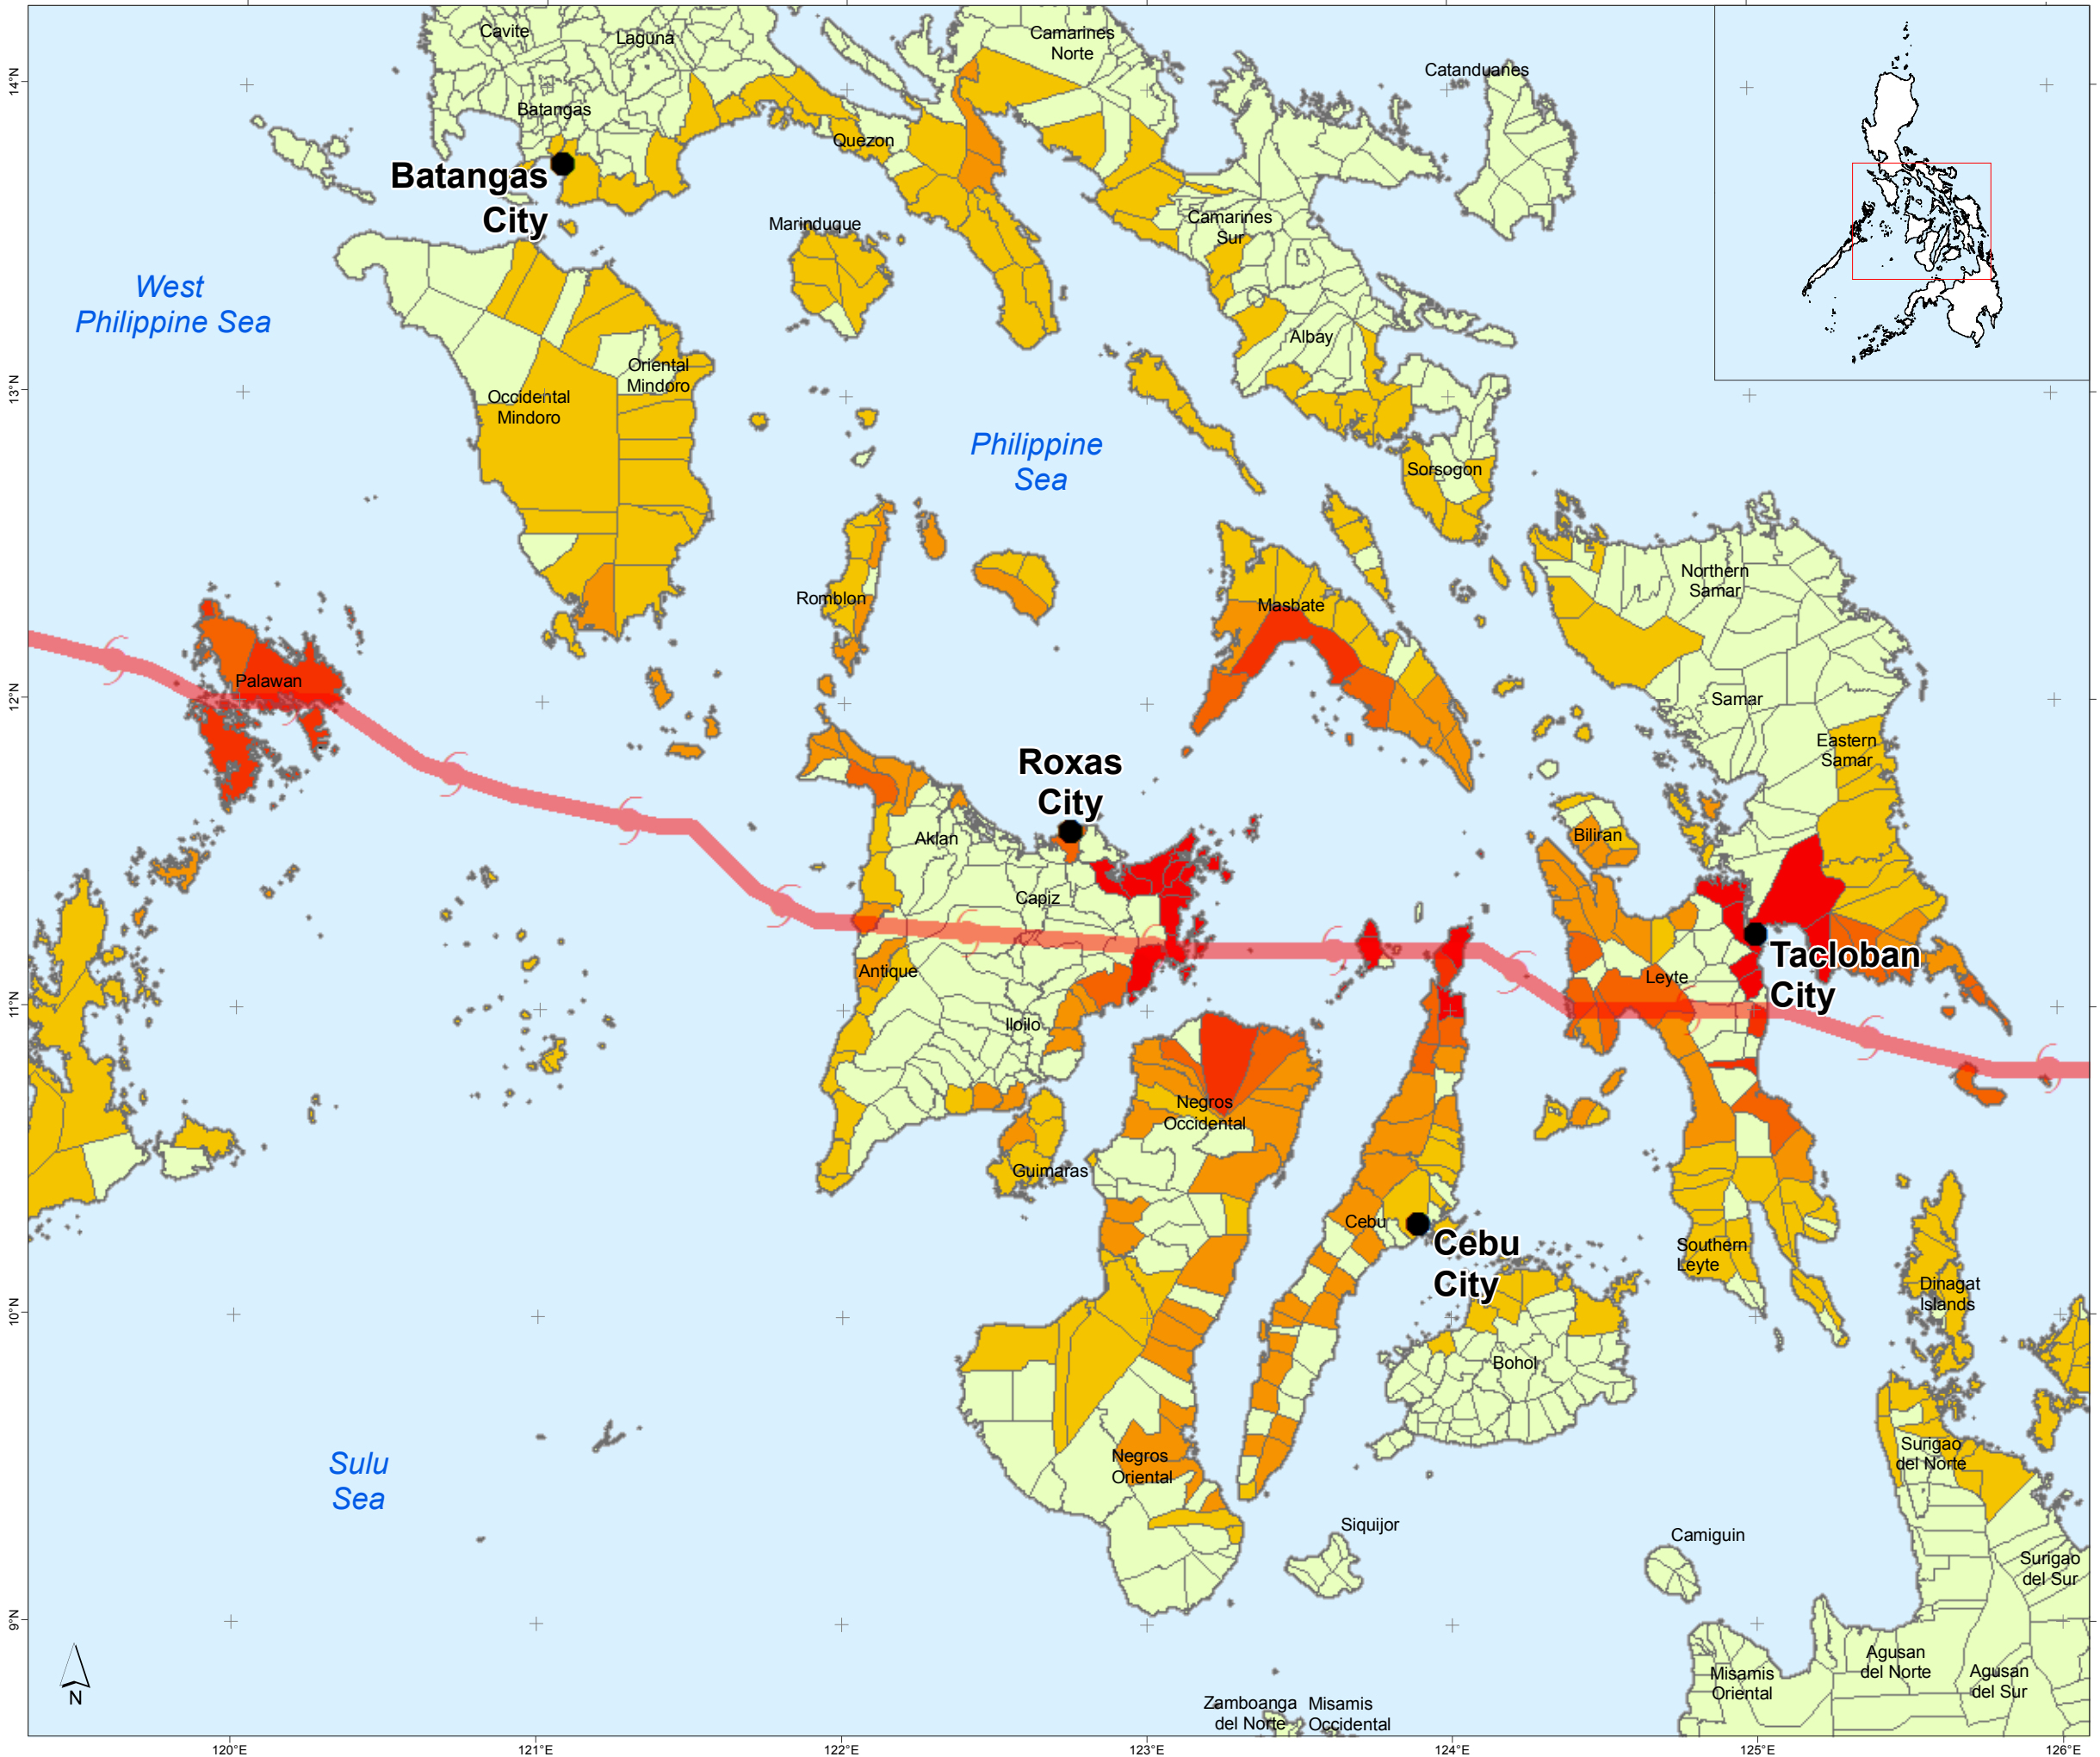 Cavite
Laguna
Camarines
Norte
Catanduanes
14°N
Batangas
Quezon
Batangas
City
Marinduque
Camarines
Sur
West
Philippine Sea
Albay
13°N
Oriental
Mindoro
Occidental
Mindoro
Philippine
Sea
Sorsogon
Northern
Samar
Romblon
Masbate
Palawan
12°N
Samar
Eastern
Samar
Roxas
City
Aklan
Biliran
Capiz
Tacloban
City
Antique
Leyte
11°N
Iloilo
Negros
Occidental
Guimaras
Cebu
Cebu
City
Southern
Leyte
Dinagat
Islands
10°N
Bohol
Negros
Oriental
Surigao
del Norte
Sulu
Sea
Siquijor
Camiguin
Surigao
del Sur
9°N
Agusan
del Norte
Misamis
Oriental
Agusan
del Sur
N
Zamboanga
del Norte
Misamis
Occidental
120°E
121°E
122°E
123°E
124°E
125°E
126°E